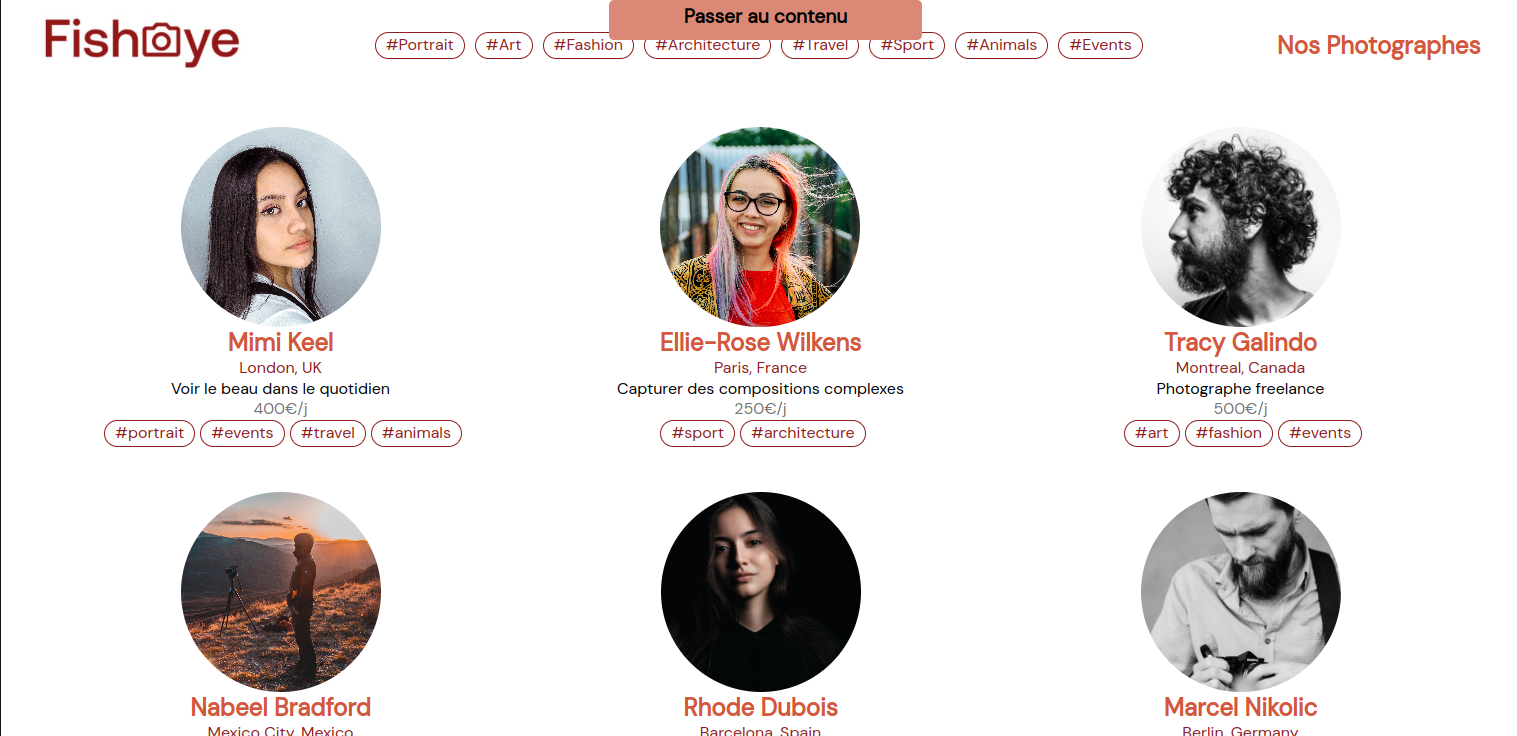 Passer au contenu
Fisheye
#Portrait #Art #Fashion #Architecture #Travel #Sport #Animals #Events
Nos Photographes
Mimi Keel
London, UK
Voir le beau dans le quotidien
400€/j
#portrait #events #travel #animals
Ellie-Rose Wilkens
Paris, France
Capturer des compositions complexes
250€/j
#sport #architecture
Tracy Galindo
Montreal, Canada
Photographe freelance
500€/j
#art #fashion #events
Nabeel Bradford
Mexico City, Mexico
Rhode Dubois
Barcelona, Spain
Marcel Nikolic
Berlin, Germany